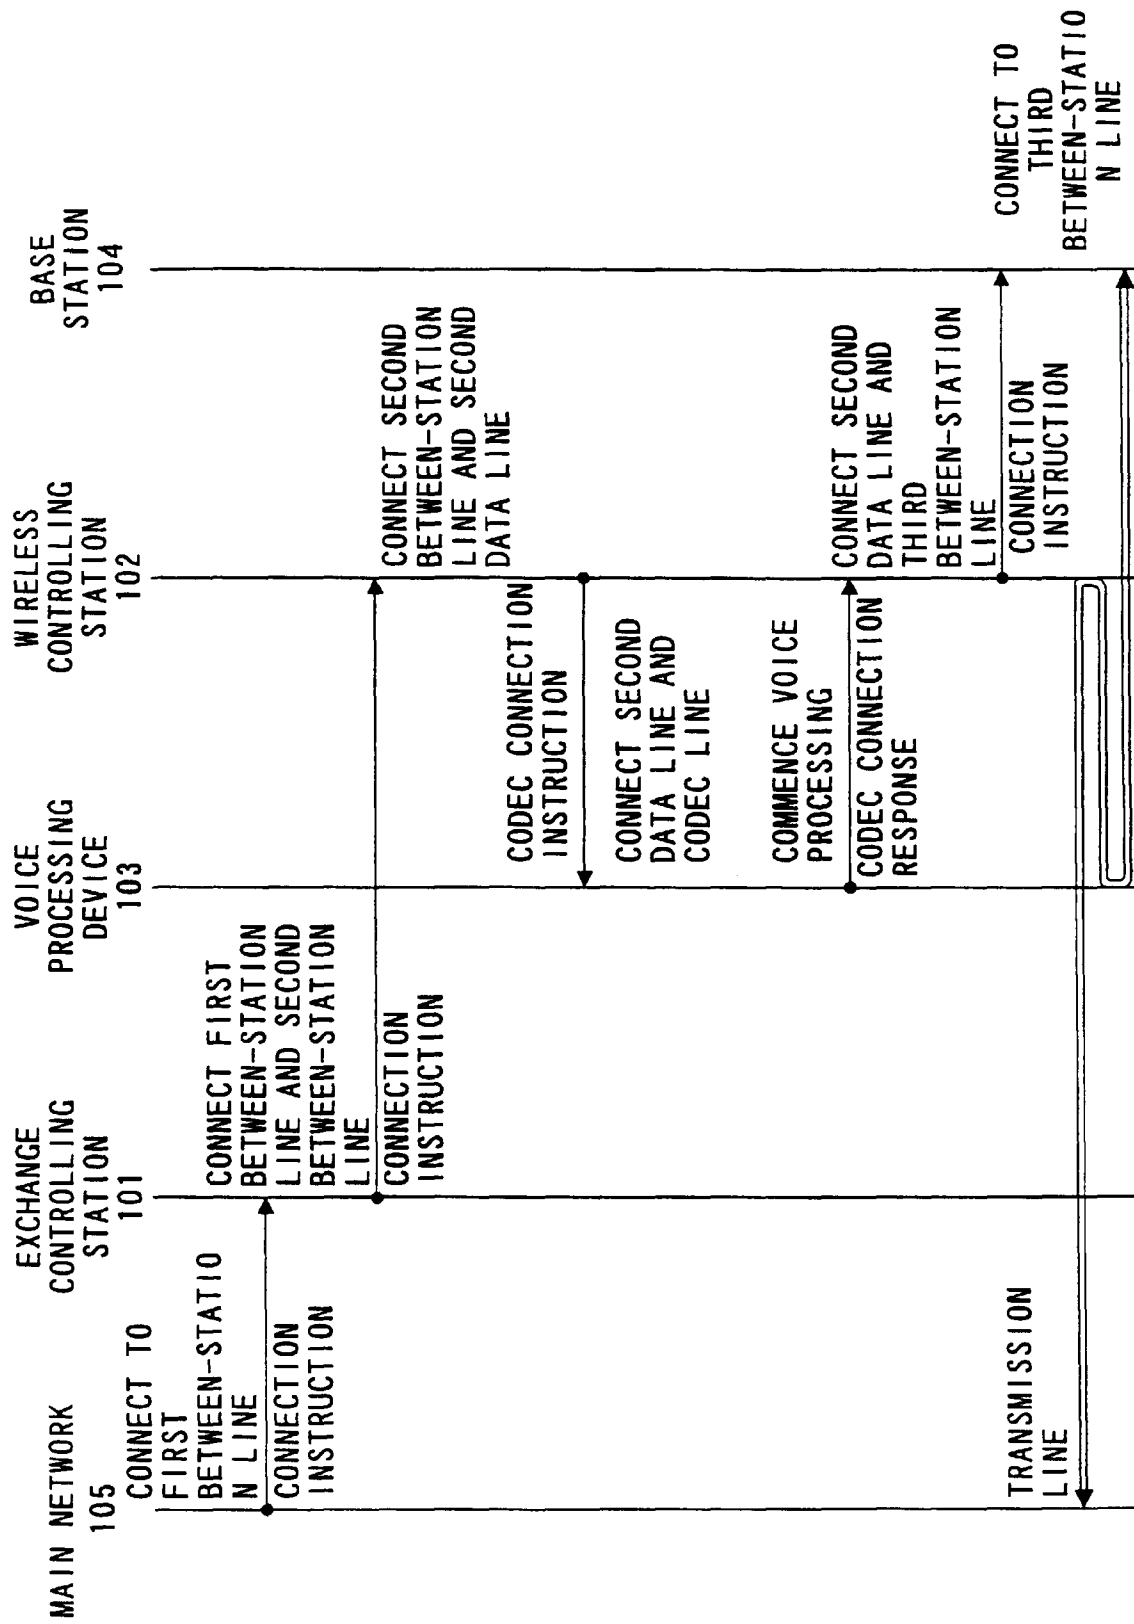 MAIN NETWORK
105
EXCHANGE
CONTROLLING
STATION
101
VOICE
PROCESSING
DEVICE
103
WIRELESS
CONTROLLING
STATION
102
BASE
STATION
104
CONNECT TO
FIRST
BETWEEN-STATIO
N LINE
CONNECTION
INSTRUCTION
CONNECT FIRST
BETWEEN-STATION
LINE AND SECOND
BETWEEN-STATION
LINE
CONNECTION
INSTRUCTION
CONNECT SECOND
BETWEEN-STATION
LINE AND SECOND
DATA LINE
CODEC CONNECTION
INSTRUCTION
CONNECT SECOND
DATA LINE AND
CODEC LINE
COMMENCE VOICE
PROCESSING
CODEC CONNECTION
RESPONSE
CONNECT SECOND
DATA LINE AND
THIRD
BETWEEN-STATION
LINE
CONNECTION
INSTRUCTION
CONNECT TO
THIRD
BETWEEN-STATIO
N LINE
TRANSMISSION
LINE